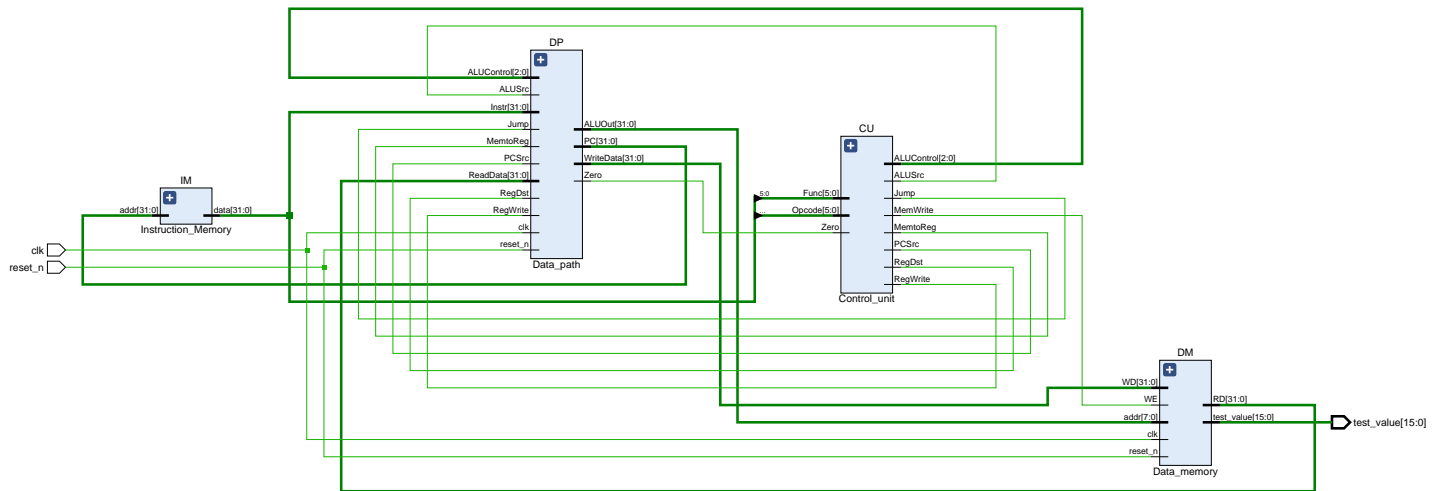 DP
ALUControl[2:0]
ALUSrc
Instr[31:0]
Jump
MemtoReg
PCSrc
ReadData[31:0]
RegDst
RegWrite
clk
reset_n
ALUOut[31:0]
PC[31:0]
WriteData[31:0]
Zero
Data_path
IM
addr[31:0]
data[31:0]
Instruction_Memory
clk
reset_n
CU
5:0
...
Func[5:0]
Opcode[5:0]
Zero
ALUControl[2:0]
ALUSrc
Jump
MemWrite
MemtoReg
PCSrc
RegDst
RegWrite
Control_unit
DM
WD[31:0]
WE
addr[7:0]
clk
reset_n
RD[31:0]
test_value[15:0]
Data_memory
test_value[15:0]